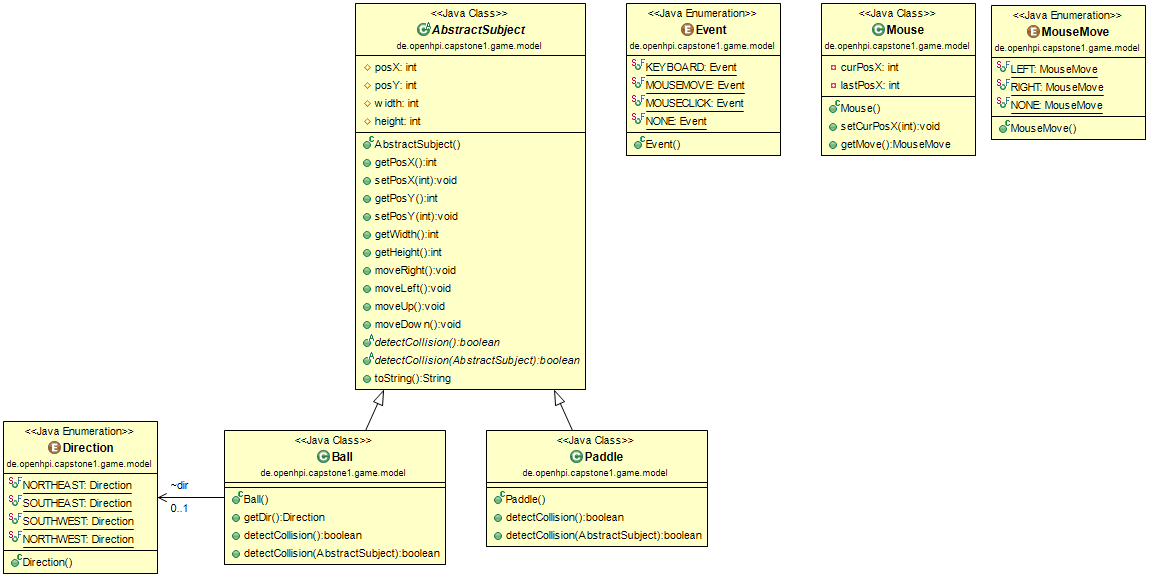 <<Java Class>>
AbstractSubject
de.openhpi.capstone1.game.model
posX: int
posY: int
width: int
height: int
AbstractSubject()
getPosX():int
setPosX(int):void
getPosY():int
setPosY(int):void
getWidth():int
getHeight():int
moveRight():void
moveLeft():void
moveUp():void
moveDown():void
detectCollision():boolean
detectCollision(AbstractSubject):boolean
toString():String
<<Java Enumeration>>
Event
de.openhpi.capstone1.game.model
KEYBOARD: Event
MOUSEMOVE: Event
MOUSECLICK: Event
NONE: Event
Event()
<<Java Class>>
Mouse
de.openhpi.capstone1.game.model
curPosX: int
lastPosX: int
Mouse()
setCurPosX(int):void
getMove():MouseMove
<<Java Enumeration>>
MouseMove
de.openhpi.capstone1.game.model
LEFT: MouseMove
RIGHT: MouseMove
NONE: MouseMove
MouseMove()
<<Java Enumeration>>
Direction
de.openhpi.capstone1.game.model
NORTHEAST: Direction
SOUTHEAST: Direction
SOUTHWEST: Direction
NORTHWEST: Direction
Direction()
~dir
0..1
<<Java Class>>
Ball
de.openhpi.capstone1.game.model
Ball()
getDir():Direction
detectCollision():boolean
detectCollision(AbstractSubject):boolean
<<Java Class>>
Paddle
de.openhpi.capstone1.game.model
Paddle()
detectCollision():boolean
detectCollision(AbstractSubject):boolean